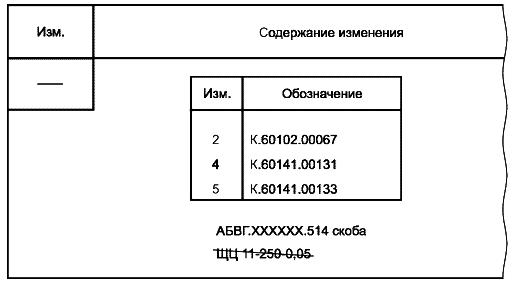 Изм. Содержание изменения
—
Изм. Обозначение
2 К.60102.00067
4 К.60141.00131
5 К.60141.00133
АБВГ.XXXXXX.514 скоба
ЩЦ 11-250-0,05